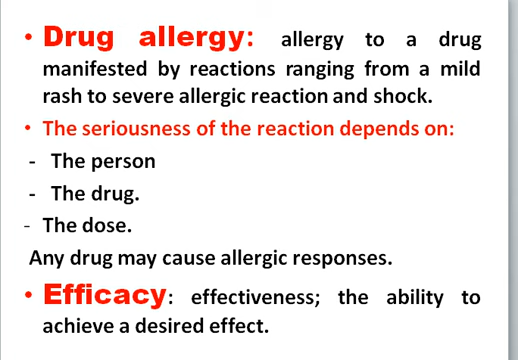 • Drug allergy: allergy to a drug
manifested by reactions ranging from a mild
rash to severe allergic reaction and shock.
• The seriousness of the reaction depends on:
- The person
- The drug.
- The dose.
Any drug may cause allergic responses.
• Efficacy: effectiveness; the ability to
achieve a desired effect.